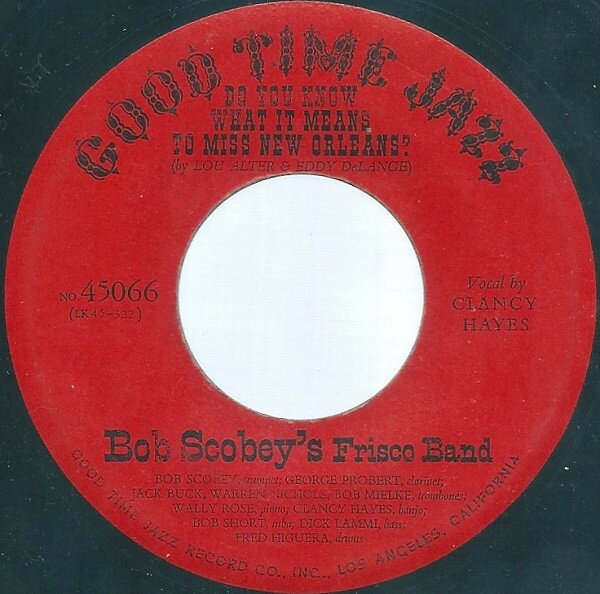 GOOD TIME JAZZ
DO YOU KNOW
WHAT IT MEANS
TO MISS NEW ORLEANS?
(by LOU ALTER & EDDY DeLANGE)
NO 45066
(LK45-322)
Vocal by
CLANCY
HAYES
Bob Scobey's Frisco Band
BOB SCOBEY, trumpet; GEORGE PROBERT, clarinet;
JACK BUCK, WARREN NICHOLS, BOB MIELKE, trombones;
WALLY ROSE, piano; CLANCY HAYES, banjo;
BOB SHORT, tuba; DICK LAMMI, bass;
FRED HIGUERA, drums
GOOD TIME JAZZ RECORD CO., INC., LOS ANGELES, CALIFORNIA